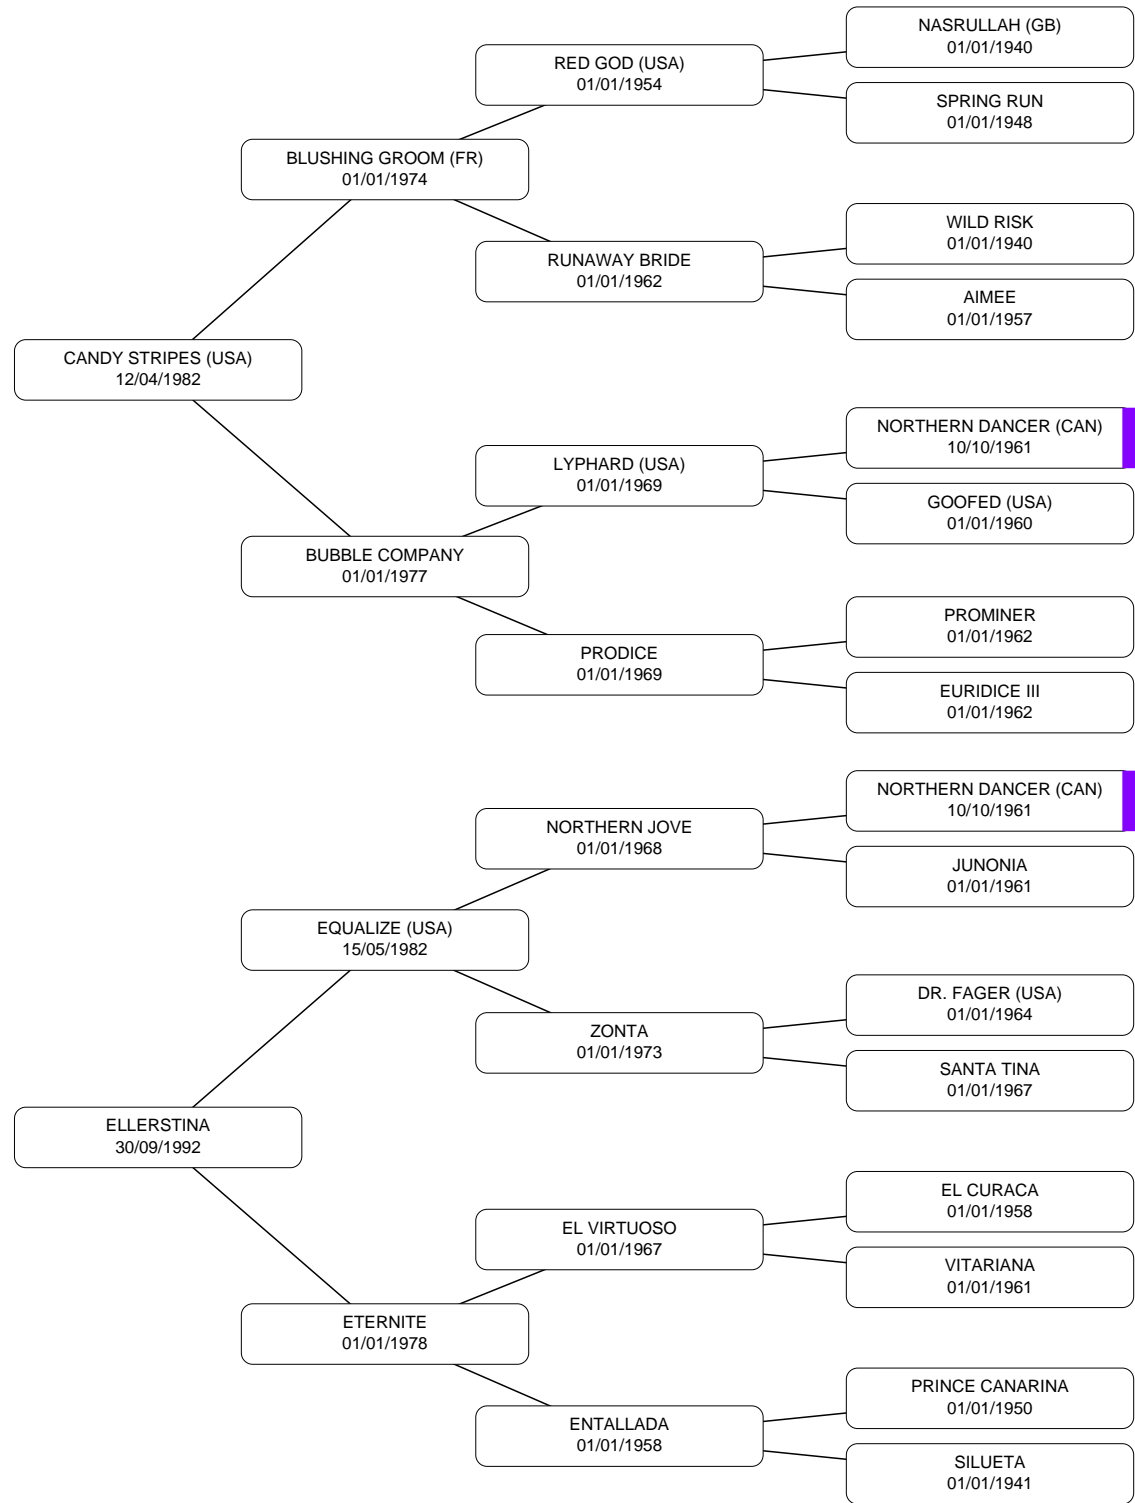 NASRULLAH (GB)
01/01/1940
RED GOD (USA)
01/01/1954
SPRING RUN
01/01/1948
BLUSHING GROOM (FR)
01/01/1974
WILD RISK
01/01/1940
RUNAWAY BRIDE
01/01/1962
AIMEE
01/01/1957
CANDY STRIPES (USA)
12/04/1982
NORTHERN DANCER (CAN)
10/10/1961
LYPHARD (USA)
01/01/1969
GOOFED (USA)
01/01/1960
BUBBLE COMPANY
01/01/1977
PROMINER
01/01/1962
PRODICE
01/01/1969
EURIDICE III
01/01/1962
NORTHERN DANCER (CAN)
10/10/1961
NORTHERN JOVE
01/01/1968
JUNONIA
01/01/1961
EQUALIZE (USA)
15/05/1982
DR. FAGER (USA)
01/01/1964
ZONTA
01/01/1973
SANTA TINA
01/01/1967
ELLERSTINA
30/09/1992
EL CURACA
01/01/1958
EL VIRTUOSO
01/01/1967
VITARIANA
01/01/1961
ETERNITE
01/01/1978
PRINCE CANARINA
01/01/1950
ENTALLADA
01/01/1958
SILUETA
01/01/1941